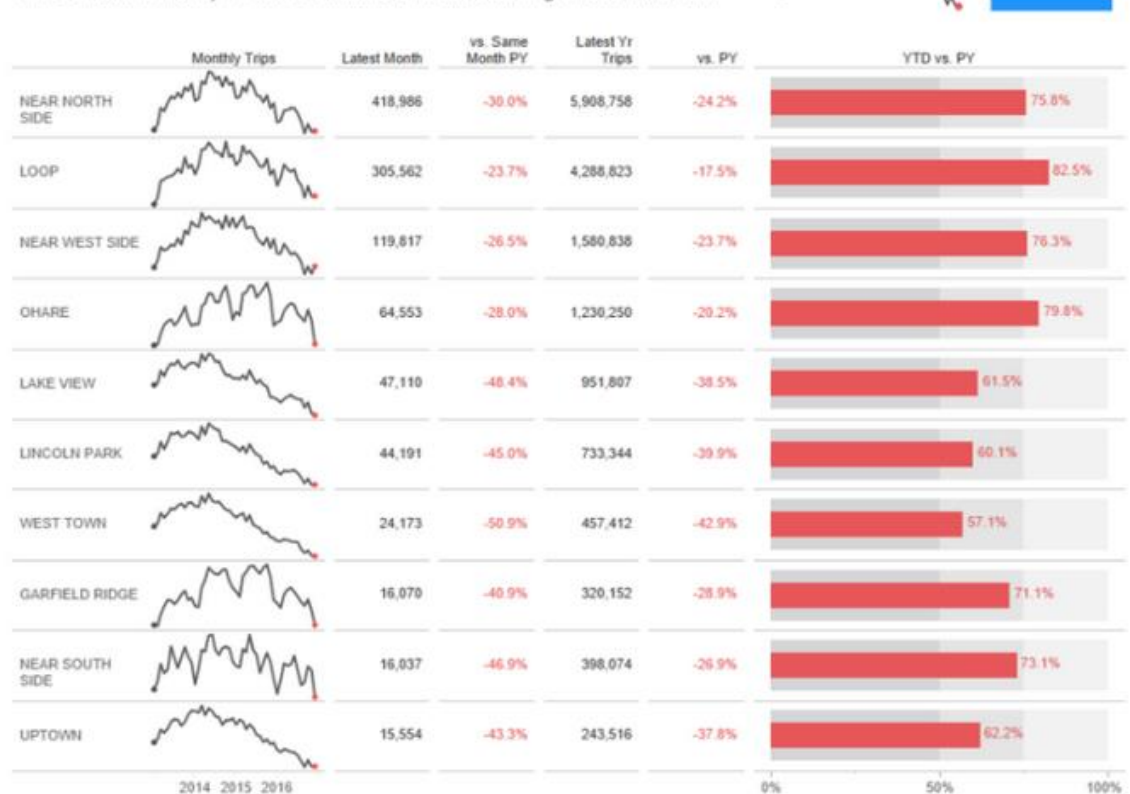 vs. Same Latest Yr
Monthly Trips Latest Month Month PY Trips vs. PY YTD vs. PY
NEAR NORTH SIDE 418,986 -30.0% 5,908,758 -24.2% 75.8%
LOOP 305,562 -23.7% 4,288,823 -17.5% 82.5%
NEAR WEST SIDE 119,817 -26.5% 1,580,838 -23.7% 76.3%
OHARE 64,553 -28.0% 1,230,250 -20.2% 79.8%
LAKE VIEW 47,110 -48.4% 951,807 -38.5% 61.5%
LINCOLN PARK 44,191 -45.0% 733,344 -39.9% 60.1%
WEST TOWN 24,173 -50.9% 457,412 -42.9% 57.1%
GARFIELD RIDGE 16,070 -40.9% 320,152 -28.9% 71.1%
NEAR SOUTH SIDE 16,037 -46.9% 398,074 -26.9% 73.1%
UPTOWN 15,554 -43.3% 243,516 -37.8% 62.2%
2014 2015 2016 0% 50% 100%